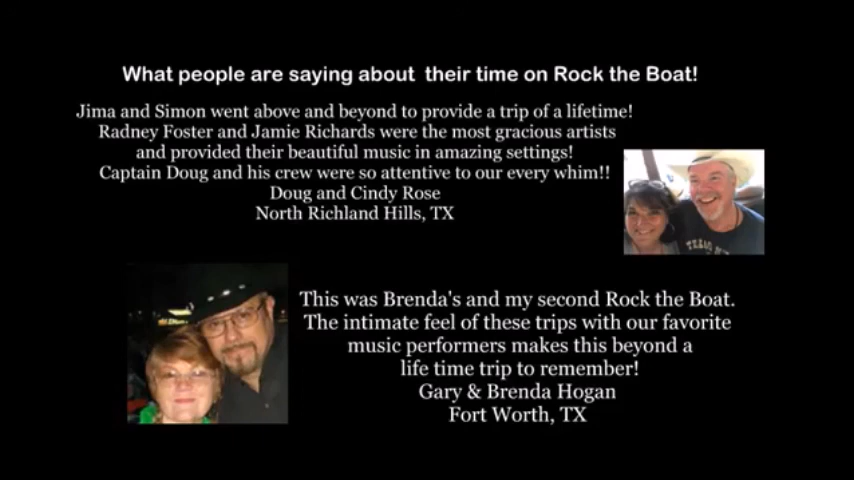 What people are saying about their time on Rock the Boat!
Jima and Simon went above and beyond to provide a trip of a lifetime!
Radney Foster and Jamie Richards were the most gracious artists
and provided their beautiful music in amazing settings!
Captain Doug and his crew were so attentive to our every whim!!
Doug and Cindy Rose
North Richland Hills, TX
This was Brenda's and my second Rock the Boat.
The intimate feel of these trips with our favorite
music performers makes this beyond a
life time trip to remember!
Gary & Brenda Hogan
Fort Worth, TX